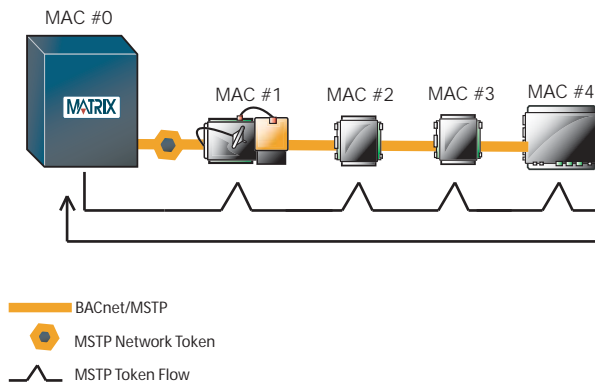 MAC #0
MATRIX
MAC #1
MAC #2
MAC #3
MAC #4
BACnet/MSTP
MSTP Network Token
MSTP Token Flow